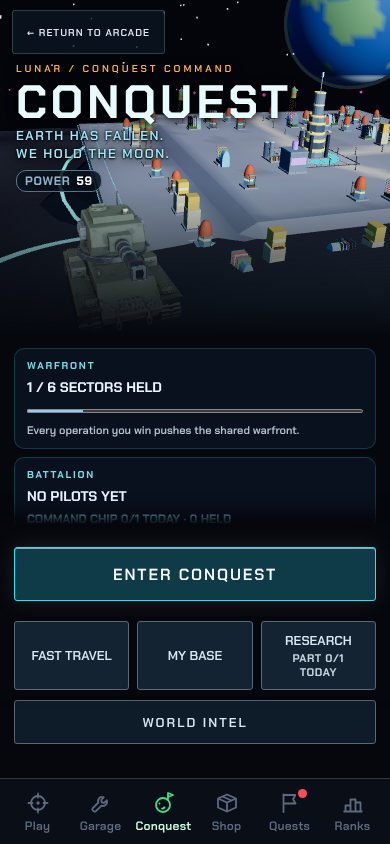 ← RETURN TO ARCADE
LUNAR / CONQUEST COMMAND
CONQUEST
EARTH HAS FALLEN.
WE HOLD THE MOON.
POWER 59
WARFRONT
1 / 6 SECTORS HELD
Every operation you win pushes the shared warfront.
BATTALION
NO PILOTS YET
COMMAND CHIP 0/1 TODAY · 0 HELD
ENTER CONQUEST
FAST TRAVEL
MY BASE
RESEARCH
PART 0/1
TODAY
WORLD INTEL
Play
Garage
Conquest
Shop
Quests
Ranks